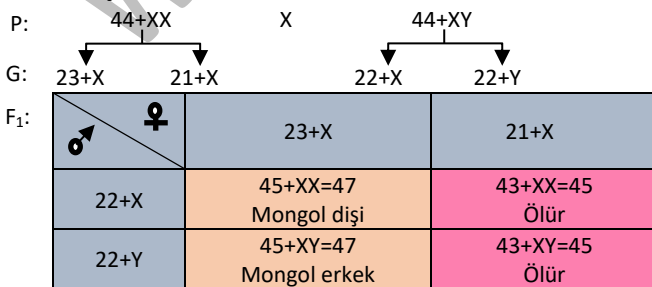 P: 44+XX X 44+XY
G: 23+X 21+X 22+X 22+Y
F₁: 23+X 21+X
22+X 45+XX=47 43+XX=45
Mongol dişi Ölür
22+Y 45+XY=47 43+XY=45
Mongol erkek Ölür